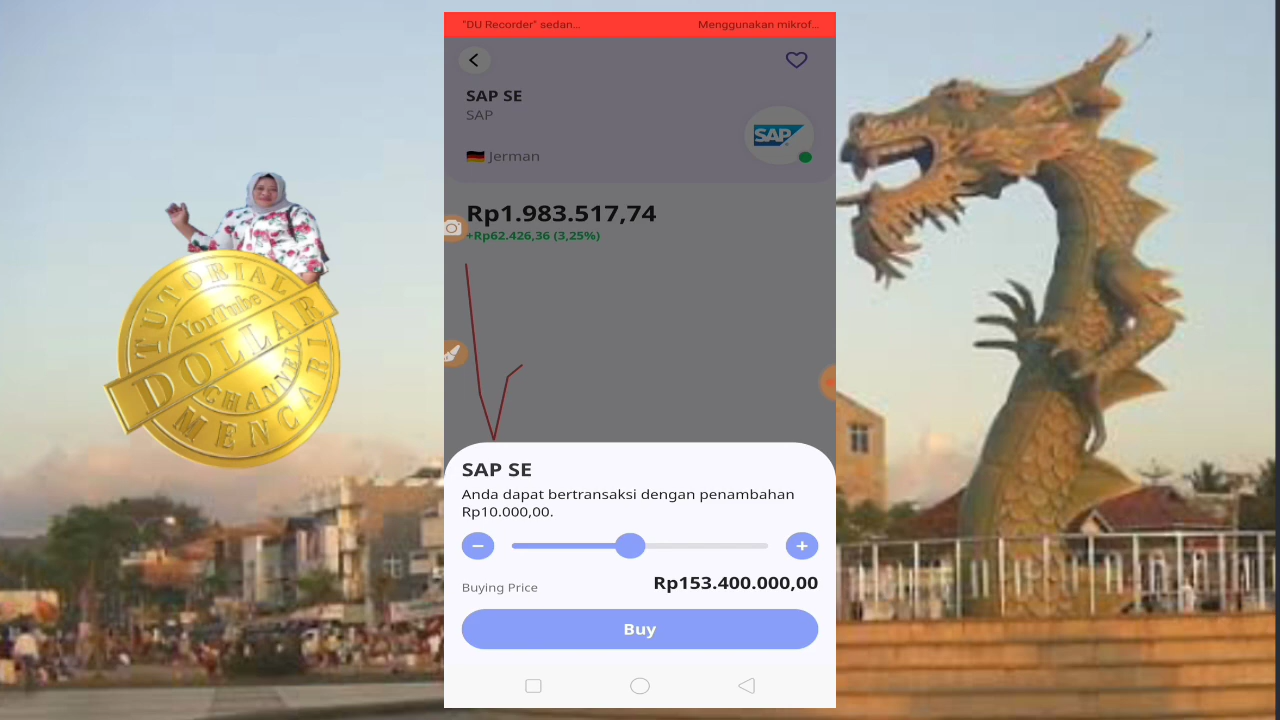 TUTORIAL
YouTube
DOLLAR
CHANNEL
MENCARI
"DU Recorder" sedan...
Menggunakan mikrof...
SAP SE
SAP
SAP
Jerman
Rp1.983.517,74
+Rp62.426,36 (3,25%)
SAP SE
Anda dapat bertransaksi dengan penambahan
Rp10.000,00.
Buying Price
Rp153.400.000,00
Buy